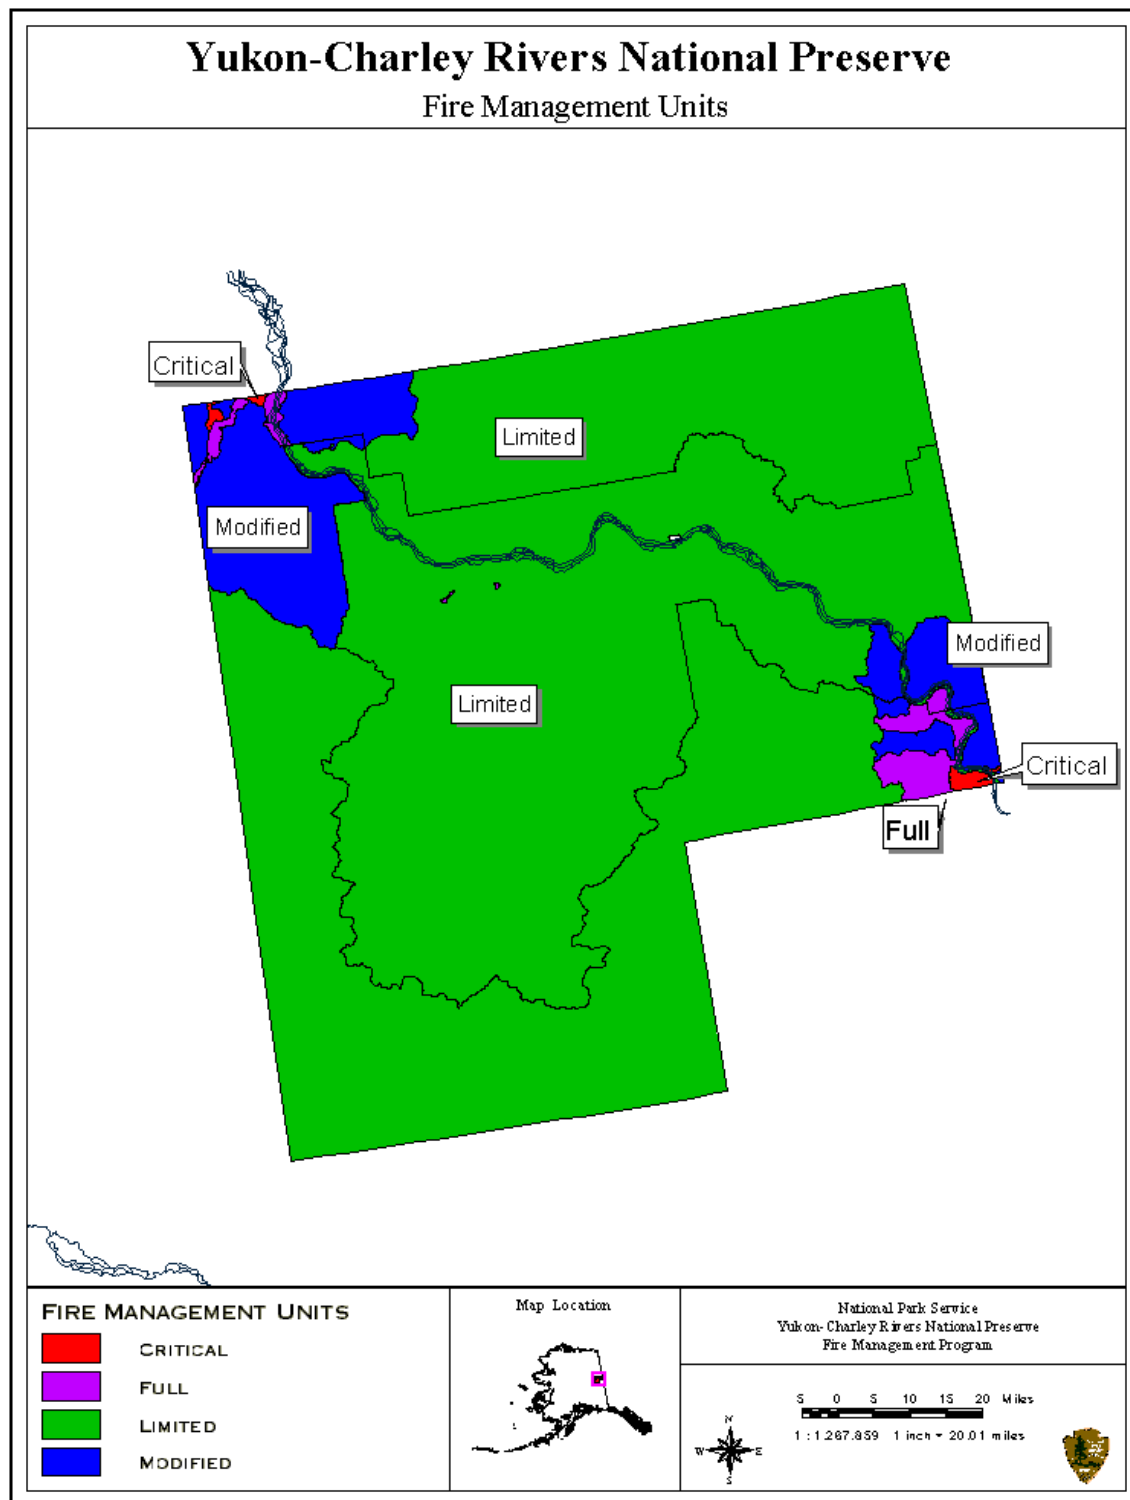 Yukon-Charley Rivers National Preserve
Fire Management Units
Critical
Limited
Modified
Modified
Limited
Critical
Full
FIRE MANAGEMENT UNITS
CRITICAL
FULL
LIMITED
MODIFIED
Map Location
National Park Service
Yukon-Charley Rivers National Preserve
Fire Management Program
5 0 5 10 15 20 Miles
1 : 1,267,859 1 inch = 20.01 miles
N
W E
S